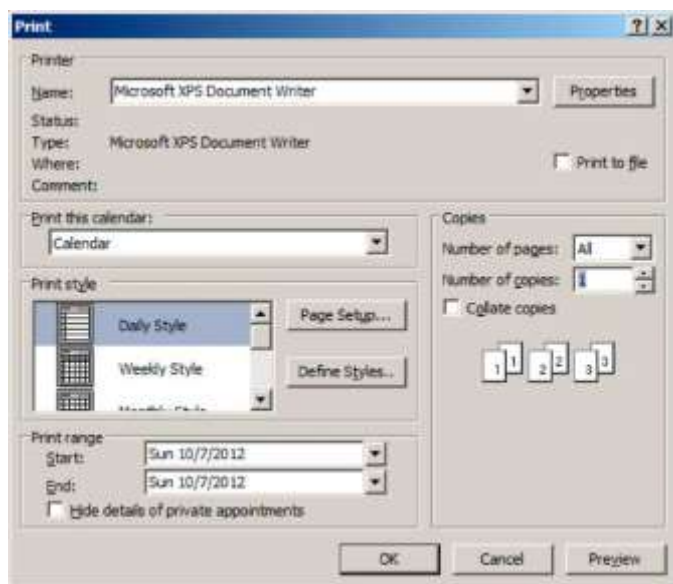 Print
Printer
Name: Microsoft XPS Document Writer Properties
Status:
Type: Microsoft XPS Document Writer
Where: Print to file
Comment:
Print this calendar:
Calendar
Copies
Number of pages: All
Number of copies: 1
Collate copies
1 1 2 2 3 3
Print style
Daily Style
Weekly Style
Monthly Style
Page Setup...
Define Styles...
Print range
Start: Sun 10/7/2012
End: Sun 10/7/2012
Hide details of private appointments
OK Cancel Preview